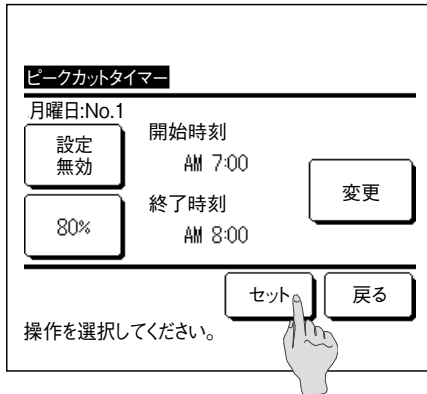 ピークカットタイマー
月曜日:No.1
設定
無効
開始時刻
AM 7:00
変更
80%
終了時刻
AM 8:00
セット
戻る
操作を選択してください。